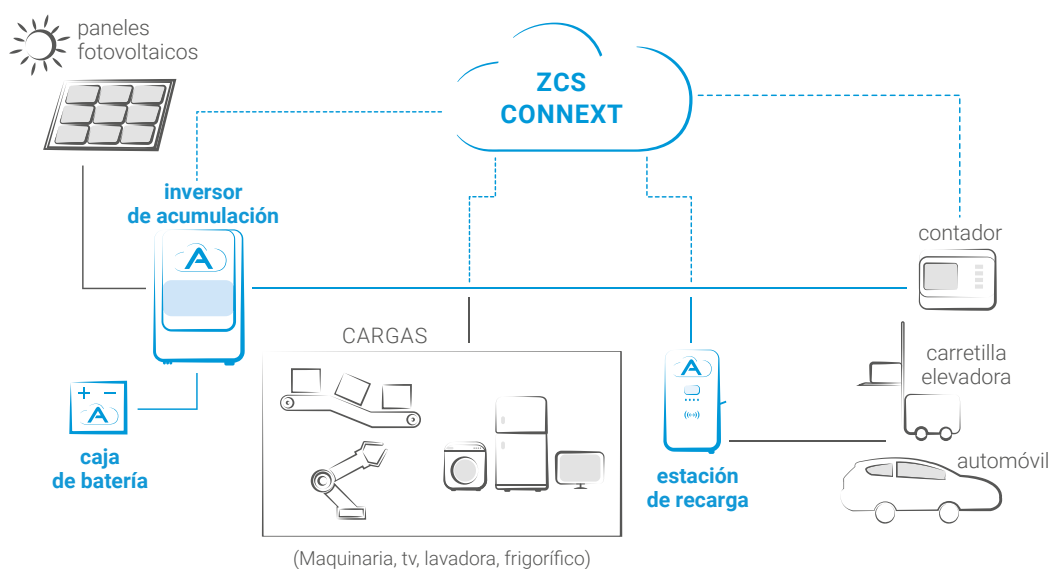 paneles
fotovoltaicos
ZCS
CONNEXT
inversor
de acumulación
A
contador
CARGAS
carretilla
elevadora
A
+ −
A
caja
de batería
estación
de recarga
automóvil
(Maquinaria, tv, lavadora, frigorífico)